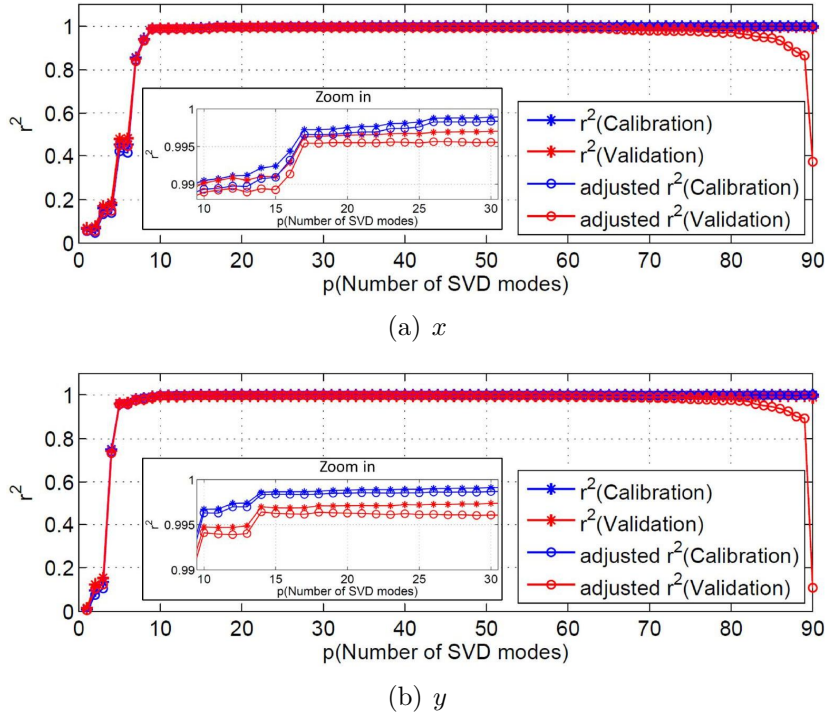 1
0.8
0.6
0.4
0.2
0
r²
0 10 20 30 40 50 60 70 80 90
p(Number of SVD modes)
Zoom in
1
0.995
0.99
r²
10 15 20 25 30
p(Number of SVD modes)
r²(Calibration)
r²(Validation)
adjusted r²(Calibration)
adjusted r²(Validation)
(a) x
1
0.8
0.6
0.4
0.2
0
r²
0 10 20 30 40 50 60 70 80 90
p(Number of SVD modes)
Zoom in
1
0.995
0.99
r²
10 15 20 25 30
p(Number of SVD modes)
r²(Calibration)
r²(Validation)
adjusted r²(Calibration)
adjusted r²(Validation)
(b) y